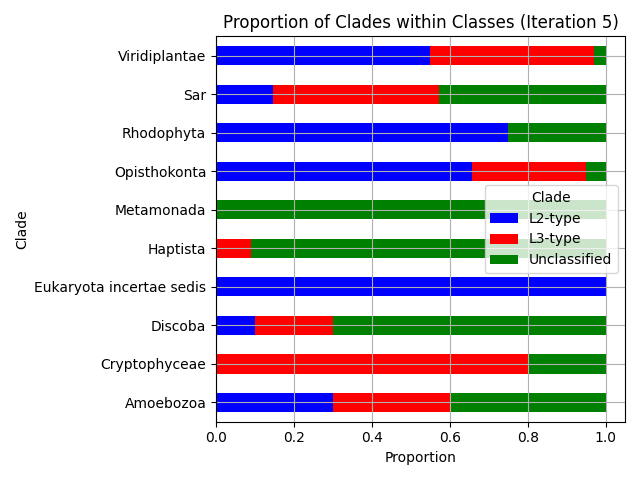 Proportion of Clades within Classes (Iteration 5)
Clade
Viridiplantae
Sar
Rhodophyta
Opisthokonta
Metamonada
Haptista
Eukaryota incertae sedis
Discoba
Cryptophyceae
Amoebozoa
Clade
L2-type
L3-type
Unclassified
0.0 0.2 0.4 0.6 0.8 1.0
Proportion